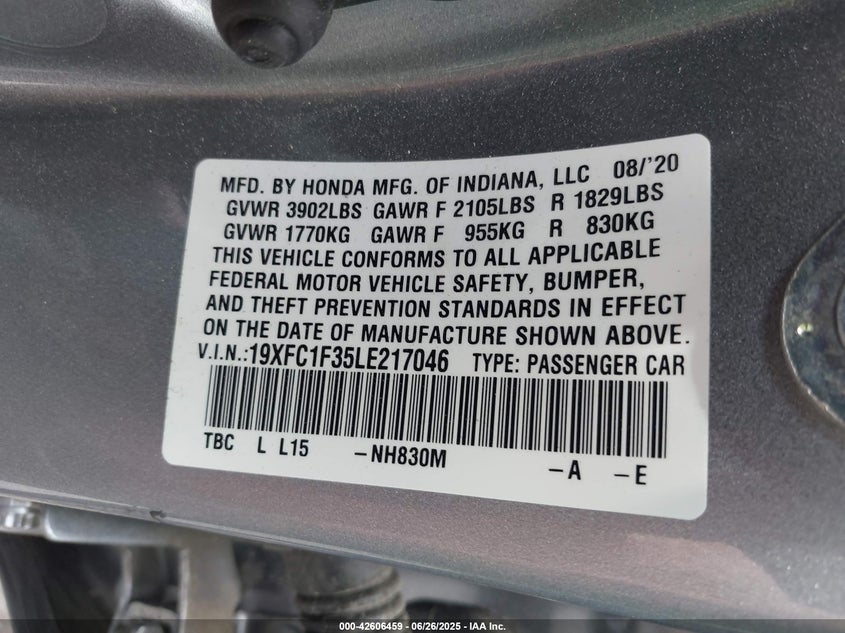 MFD. BY HONDA MFG. OF INDIANA, LLC 08/'20
GVWR 3902LBS GAWR F 2105LBS R 1829LBS
GVWR 1770KG GAWR F 955KG R 830KG
THIS VEHICLE CONFORMS TO ALL APPLICABLE
FEDERAL MOTOR VEHICLE SAFETY, BUMPER,
AND THEFT PREVENTION STANDARDS IN EFFECT
ON THE DATE OF MANUFACTURE SHOWN ABOVE.
V.I.N.:19XFC1F35LE217046 TYPE: PASSENGER CAR
TBC L L15 -NH830M -A -E
000-42606459 - 06/26/2025 - IAA Inc.